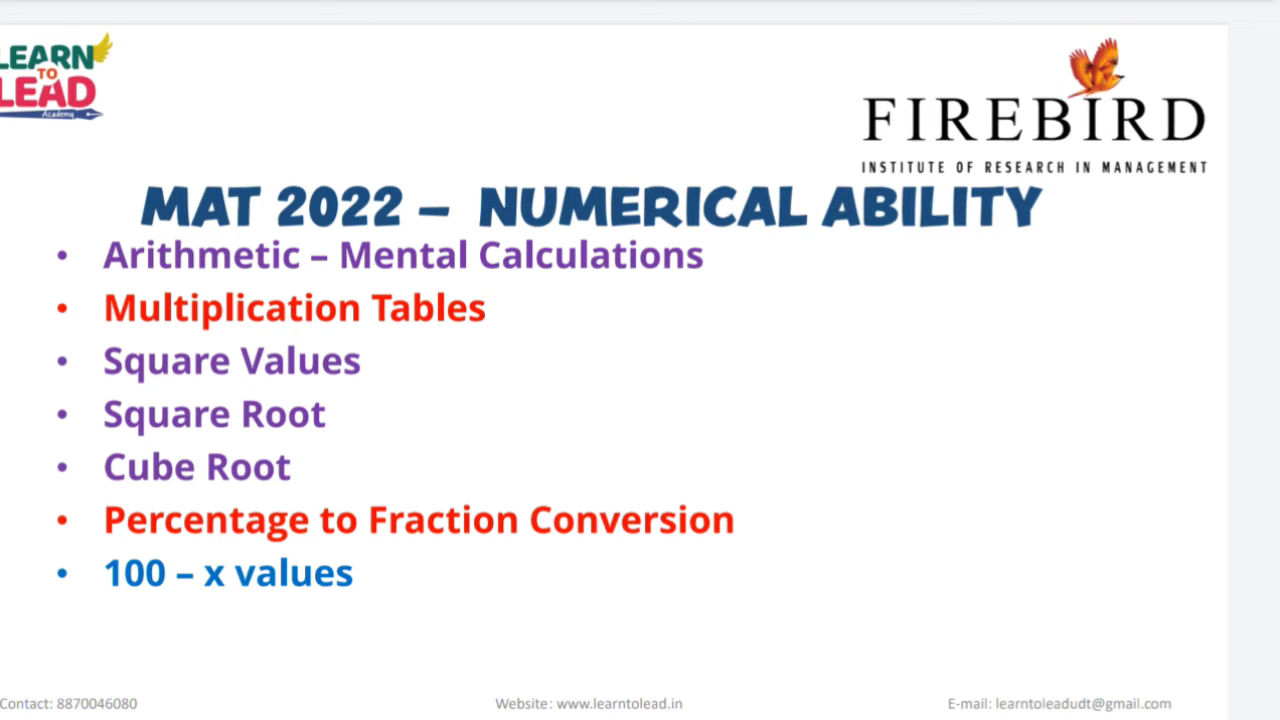 LEARN
TO
LEAD
Academy
FIREBIRD
INSTITUTE OF RESEARCH IN MANAGEMENT
MAT 2022 – NUMERICAL ABILITY
• Arithmetic – Mental Calculations
• Multiplication Tables
• Square Values
• Square Root
• Cube Root
• Percentage to Fraction Conversion
• 100 – x values
Contact: 8870046080
Website: www.learntolead.in
E-mail: learntoleadudt@gmail.com